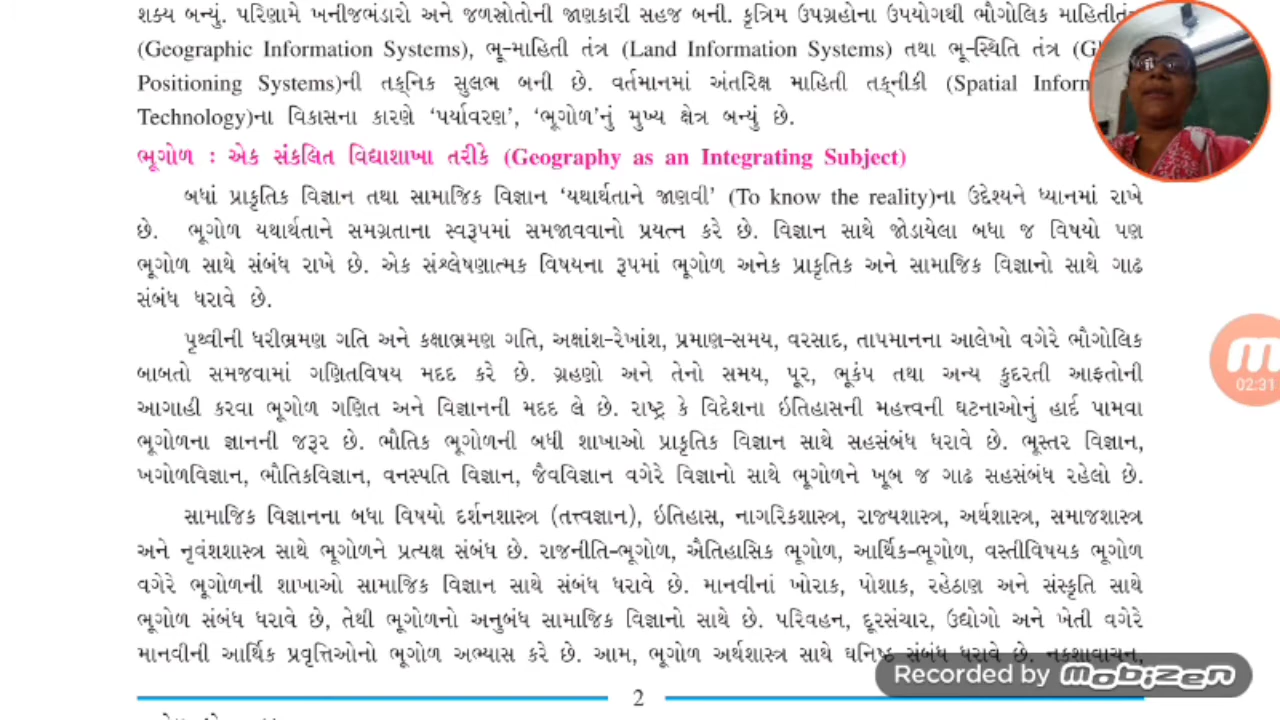 શક્ય બન્યું. પરિણામે ખનીજભંડારો અને જળસ્રોતોની જાણકારી સહજ બની. કૃત્રિમ ઉપગ્રહોના ઉપયોગથી ભૌગોલિક
(Geographic Information Systems), ભૂ-માહિતી તંત્ર (Land Information Systems) તથા ભૂ-સ્થિતિ તંત્ર
Positioning Systems)ની તક્નિક સુલભ બની છે. વર્તમાનમાં અંતરિક્ષ માહિતી તક્નીકી (Spatial
Technology)ના વિકાસના કારણે ‘પર્યાવરણ’, ‘ભૂગોળ’નું મુખ્ય ક્ષેત્ર બન્યું છે.
ભૂગોળ : એક સંકલિત વિદ્યાશાખા તરીકે (Geography as an Integrating Subject)
બધાં પ્રાકૃતિક વિજ્ઞાન તથા સામાજિક વિજ્ઞાન ‘યથાર્થતાને જાણવી’ (To know the reality)ના ઉદ્દેશ્યને ધ્યાનમાં રાખે
છે. ભૂગોળ યથાર્થતાને સમગ્રતાના સ્વરૂપમાં સમજાવવાનો પ્રયત્ન કરે છે. વિજ્ઞાન સાથે જોડાયેલા બધા જ વિષયો પણ
ભૂગોળ સાથે સંબંધ રાખે છે. એક સંશ્લેષણાત્મક વિષયના રૂપમાં ભૂગોળ અનેક પ્રાકૃતિક અને સામાજિક વિજ્ઞાનો સાથે ગાઢ
સંબંધ ધરાવે છે.
પૃથ્વીની ધરીભ્રમણ ગતિ અને કક્ષાભ્રમણ ગતિ, અક્ષાંશ-રેખાંશ, પ્રમાણ-સમય, વરસાદ, તાપમાનના આલેખો વગેરે ભૌગોલિક
બાબતો સમજવામાં ગણિતવિષય મદદ કરે છે. ગ્રહણો અને તેનો સમય, પૂર, ભૂકંપ તથા અન્ય કુદરતી આફતોની
આગાહી કરવા ભૂગોળ ગણિત અને વિજ્ઞાનની મદદ લે છે. રાષ્ટ્ર કે વિદેશના ઇતિહાસની મહત્ત્વની ઘટનાઓનું હાર્દ પામવા
ભૂગોળના જ્ઞાનની જરૂર છે. ભૌતિક ભૂગોળની બધી શાખાઓ પ્રાકૃતિક વિજ્ઞાન સાથે સહસંબંધ ધરાવે છે. ભૂસ્તર વિજ્ઞાન,
ખગોળવિજ્ઞાન, ભૌતિકવિજ્ઞાન, વનસ્પતિ વિજ્ઞાન, જૈવવિજ્ઞાન વગેરે વિજ્ઞાનો સાથે ભૂગોળને ખૂબ જ ગાઢ સહસંબંધ રહેલો છે.
સામાજિક વિજ્ઞાનના બધા વિષયો દર્શનશાસ્ત્ર (તત્ત્વજ્ઞાન), ઇતિહાસ, નાગરિકશાસ્ત્ર, રાજ્યશાસ્ત્ર, અર્થશાસ્ત્ર, સમાજશાસ્ત્ર
અને નૃવંશશાસ્ત્ર સાથે ભૂગોળને પ્રત્યક્ષ સંબંધ છે. રાજનીતિ-ભૂગોળ, ઐતિહાસિક ભૂગોળ, આર્થિક-ભૂગોળ, વસ્તીવિષયક ભૂગોળ
વગેરે ભૂગોળની શાખાઓ સામાજિક વિજ્ઞાન સાથે સંબંધ ધરાવે છે. માનવીનાં ખોરાક, પોશાક, રહેઠાણ અને સંસ્કૃતિ સાથે
ભૂગોળ સંબંધ ધરાવે છે, તેથી ભૂગોળનો અનુબંધ સામાજિક વિજ્ઞાનો સાથે છે. પરિવહન, દૂરસંચાર, ઉદ્યોગો અને ખેતી વગેરે
માનવીની આર્થિક પ્રવૃત્તિઓનો ભૂગોળ અભ્યાસ કરે છે. આમ, ભૂગોળ અર્થશાસ્ત્ર સાથે ઘનિષ્ઠ સંબંધ ધરાવે છે. નકશાવાચન,
2
02:31
Recorded by mobizen